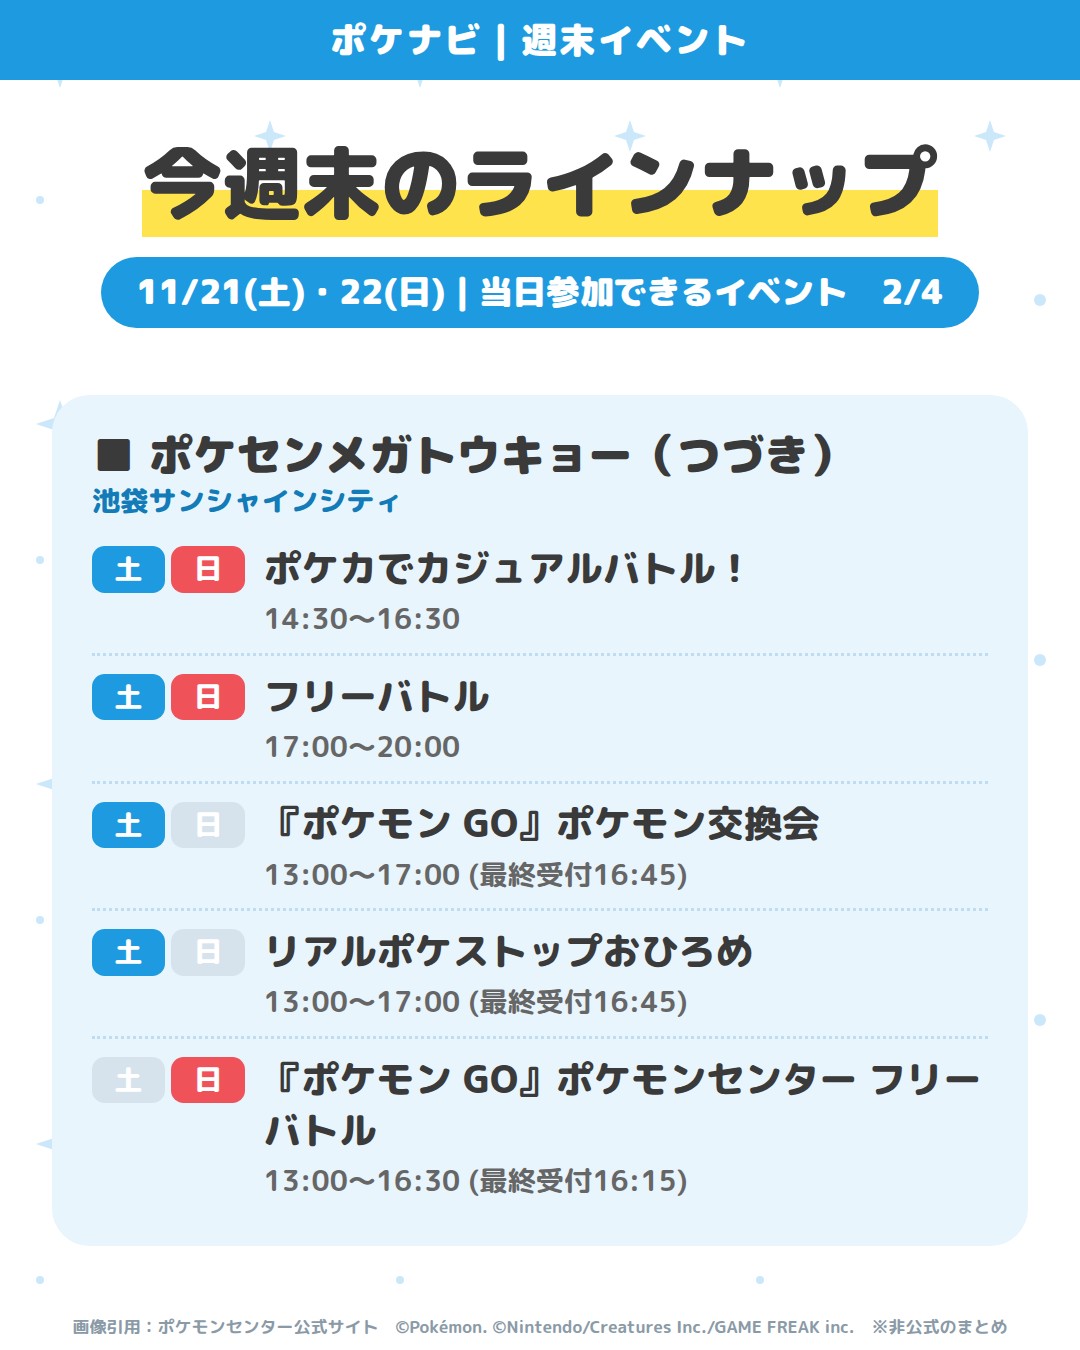 ポケナビ | 週末イベント
今週末のラインナップ
11/21(土)・22(日) | 当日参加できるイベント　2/4
■ ポケセンメガトウキョー（つづき）
池袋サンシャインシティ
土 日 ポケカでカジュアルバトル！
14:30〜16:30
土 日 フリーバトル
17:00〜20:00
土 日 『ポケモン GO』ポケモン交換会
13:00〜17:00 (最終受付16:45)
土 日 リアルポケストップおひろめ
13:00〜17:00 (最終受付16:45)
土 日 『ポケモン GO』ポケモンセンター フリー
バトル
13:00〜16:30 (最終受付16:15)
画像引用：ポケモンセンター公式サイト　©Pokémon. ©Nintendo/Creatures Inc./GAME FREAK inc.　※非公式のまとめ